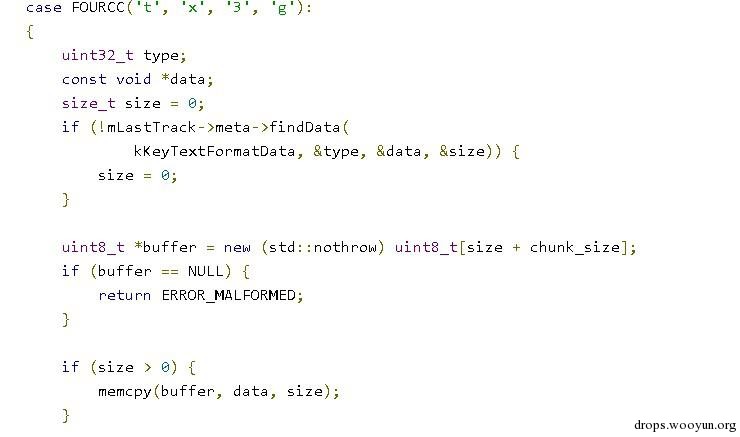 case FOURCC('t', 'x', '3', 'g'):
{
    uint32_t type;
    const void *data;
    size_t size = 0;
    if (!mLastTrack->meta->findData(
            kKeyTextFormatData, &type, &data, &size)) {
        size = 0;
    }

    uint8_t *buffer = new (std::nothrow) uint8_t[size + chunk_size];
    if (buffer == NULL) {
        return ERROR_MALFORMED;
    }

    if (size > 0) {
        memcpy(buffer, data, size);
    }
drops.wooyun.org